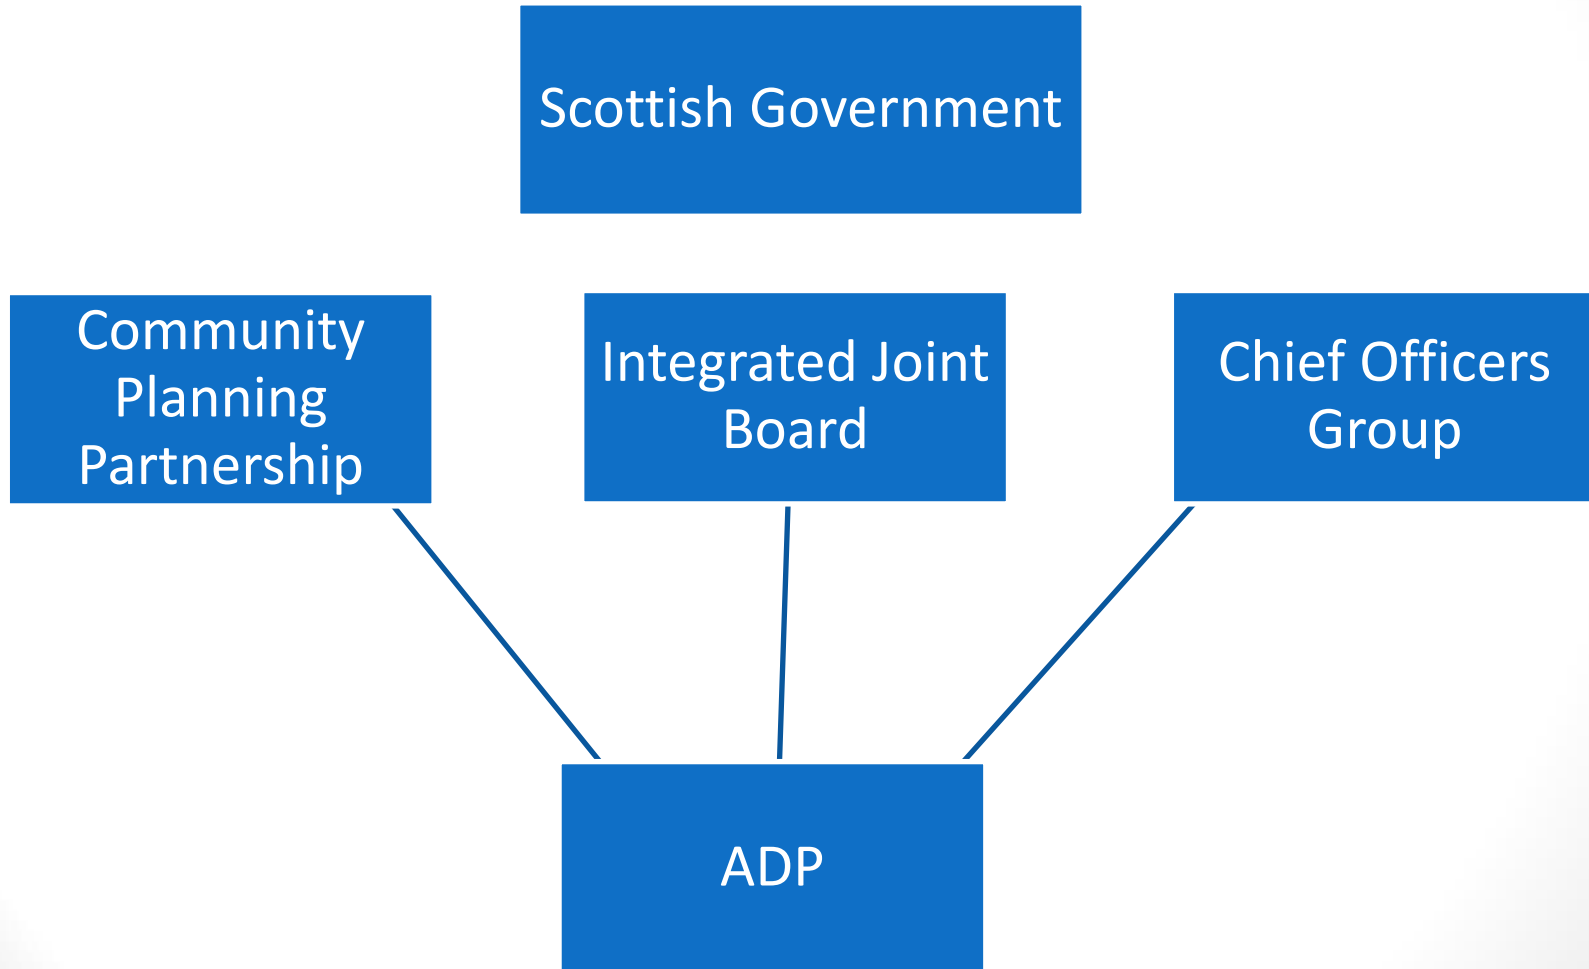 Scottish Government
Community
Planning
Partnership
Integrated Joint
Board
Chief Officers
Group
ADP